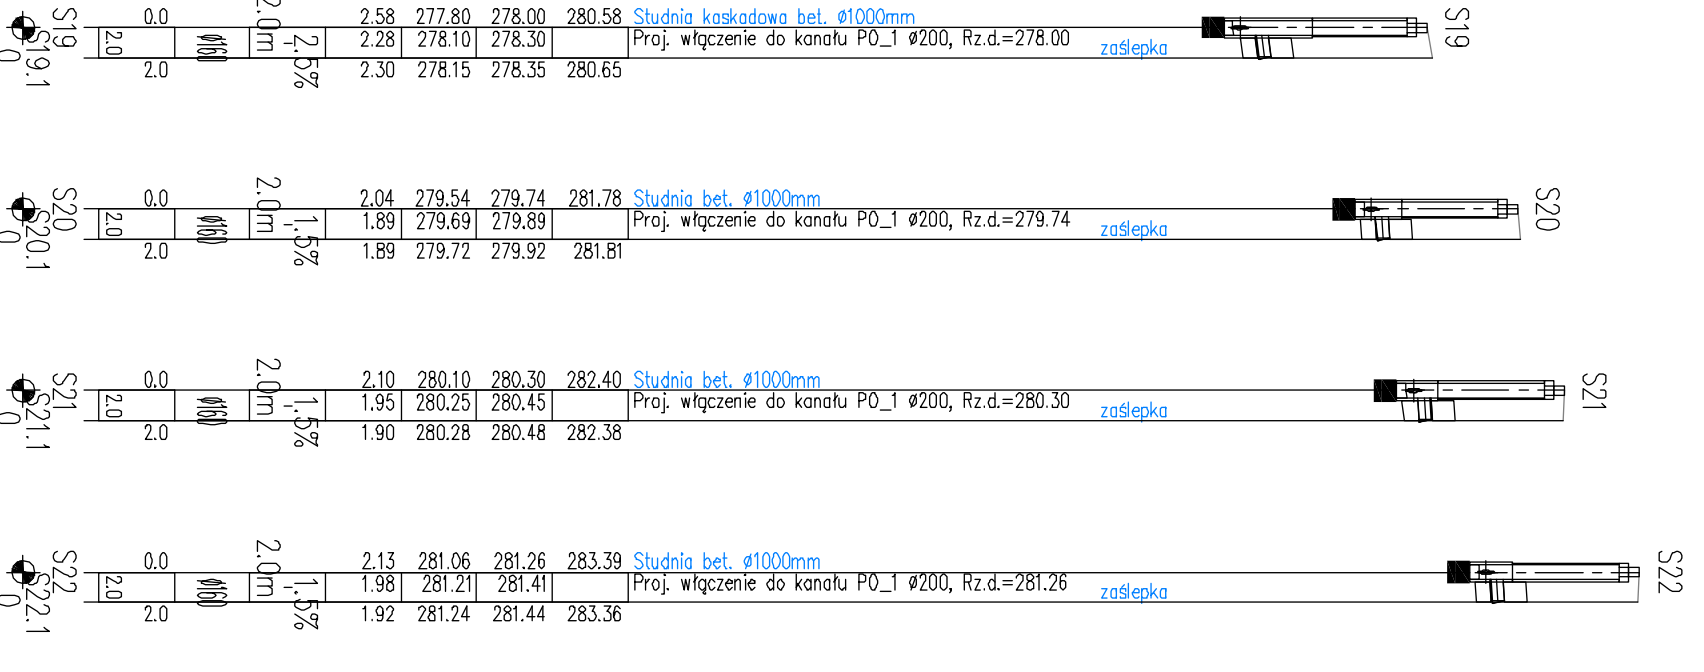 0.0 2.58 277.80 278.00 280.58 Studnia kaskadowa bet. ø1000mm
S19
S19
S19.1
2.0 ø160 2.0m -2.5% 2.28 278.10 278.30 Proj. włączenie do kanału PO_1 ø200, Rz.d.=278.00
zaślepka
2.0 2.30 278.15 278.35 280.65
0.0 2.04 279.54 279.74 281.78 Studnia bet. ø1000mm
S20
S20
S20.1
2.0 ø160 2.0m -1.5% 1.89 279.69 279.89 Proj. włączenie do kanału PO_1 ø200, Rz.d.=279.74
zaślepka
2.0 1.89 279.72 279.92 281.81
0.0 2.10 280.10 280.30 282.40 Studnia bet. ø1000mm
S21
S21
S21.1
2.0 ø160 2.0m -1.5% 1.95 280.25 280.45 Proj. włączenie do kanału PO_1 ø200, Rz.d.=280.30
zaślepka
2.0 1.90 280.28 280.48 282.38
0.0 2.13 281.06 281.26 283.39 Studnia bet. ø1000mm
S22
S22
S22.1
2.0 ø160 2.0m -1.5% 1.98 281.21 281.41 Proj. włączenie do kanału PO_1 ø200, Rz.d.=281.26
zaślepka
2.0 1.92 281.24 281.44 283.36